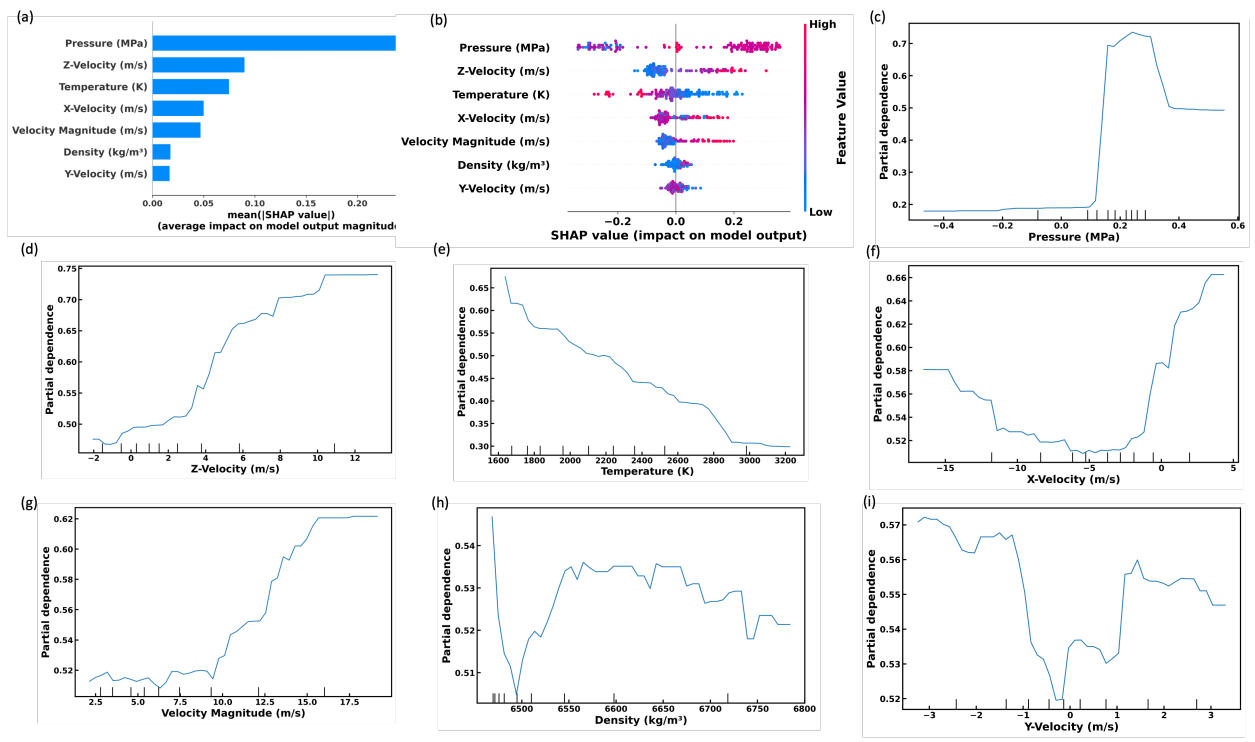 (a)
Pressure (MPa)
Z-Velocity (m/s)
Temperature (K)
X-Velocity (m/s)
Velocity Magnitude (m/s)
Density (kg/m³)
Y-Velocity (m/s)
0.00 0.05 0.10 0.15 0.20
mean(|SHAP value|)
(average impact on model output magnitude
(b)
Pressure (MPa)
Z-Velocity (m/s)
Temperature (K)
X-Velocity (m/s)
Velocity Magnitude (m/s)
Density (kg/m³)
Y-Velocity (m/s)
−0.2 0.0 0.2
SHAP value (impact on model output)
High
Feature Value
Low
(c)
Partial dependence
0.7
0.6
0.5
0.4
0.3
0.2
−0.4 −0.2 0.0 0.2 0.4 0.6
Pressure (MPa)
(d)
Partial dependence
0.75
0.70
0.65
0.60
0.55
0.50
−2 0 2 4 6 8 10 12
Z-Velocity (m/s)
(e)
Partial dependence
0.65
0.60
0.55
0.50
0.45
0.40
0.35
0.30
1600 1800 2000 2200 2400 2600 2800 3000 3200
Temperature (K)
(f)
Partial dependence
0.66
0.64
0.62
0.60
0.58
0.56
0.54
0.52
−15 −10 −5 0 5
X-Velocity (m/s)
(g)
Partial dependence
0.62
0.60
0.58
0.56
0.54
0.52
2.5 5.0 7.5 10.0 12.5 15.0 17.5
Velocity Magnitude (m/s)
(h)
Partial dependence
0.54
0.53
0.52
0.51
6500 6550 6600 6650 6700 6750 6800
Density (kg/m³)
(i)
Partial dependence
0.57
0.56
0.55
0.54
0.53
0.52
−3 −2 −1 0 1 2 3
Y-Velocity (m/s)